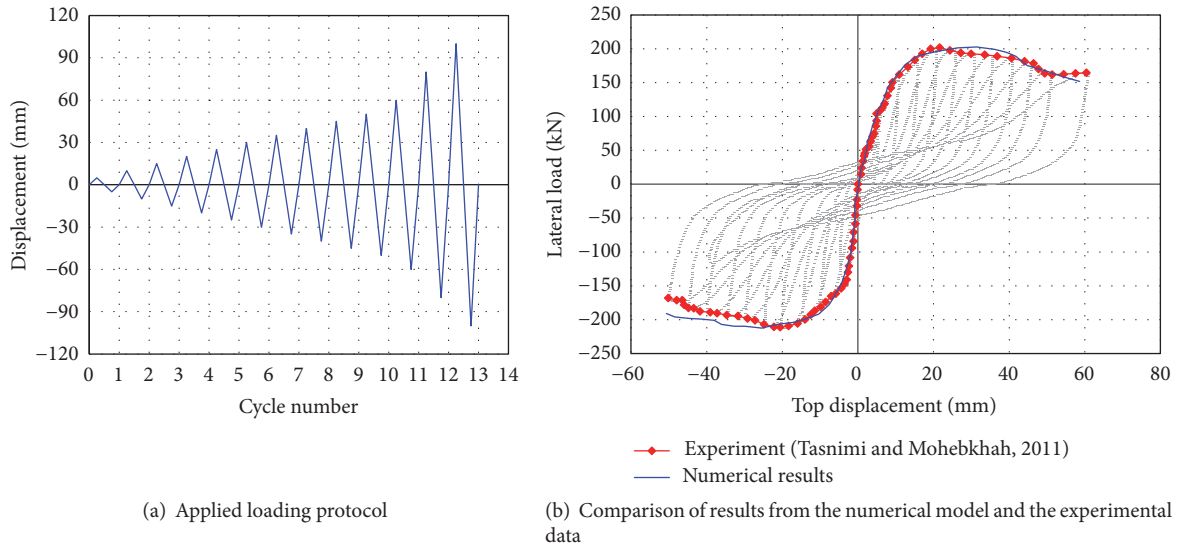 120
90
60
30
0
−30
−60
−90
−120
Displacement (mm)
0 1 2 3 4 5 6 7 8 9 10 11 12 13 14
Cycle number
(a) Applied loading protocol
250
200
150
100
50
0
−50
−100
−150
−200
−250
Lateral load (kN)
−60 −40 −20 0 20 40 60 80
Top displacement (mm)
Experiment (Tasnimi and Mohebkhah, 2011)
Numerical results
(b) Comparison of results from the numerical model and the experimental
data